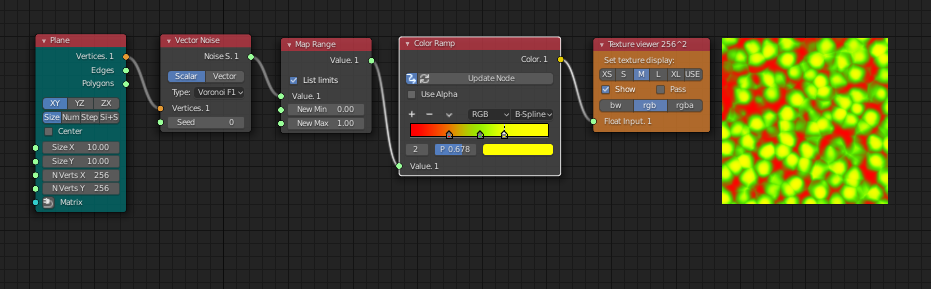 Plane
Vertices. 1
Edges
Polygons
XY YZ ZX
Size Num Step Si+S
Center
Size X 10.00
Size Y 10.00
N Verts X 256
N Verts Y 256
Matrix
Vector Noise
Noise S. 1
Scalar Vector
Type: Voronoi F1
Vertices. 1
Seed 0
Map Range
Value. 1
List limits
Value. 1
New Min 0.00
New Max 1.00
Color Ramp
Color. 1
Update Node
Use Alpha
+ − RGB B-Spline
2 P 0.678
Value. 1
Texture viewer 256^2
Set texture display:
XS S M L XL USE
Show Pass
bw rgb rgba
Float Input. 1